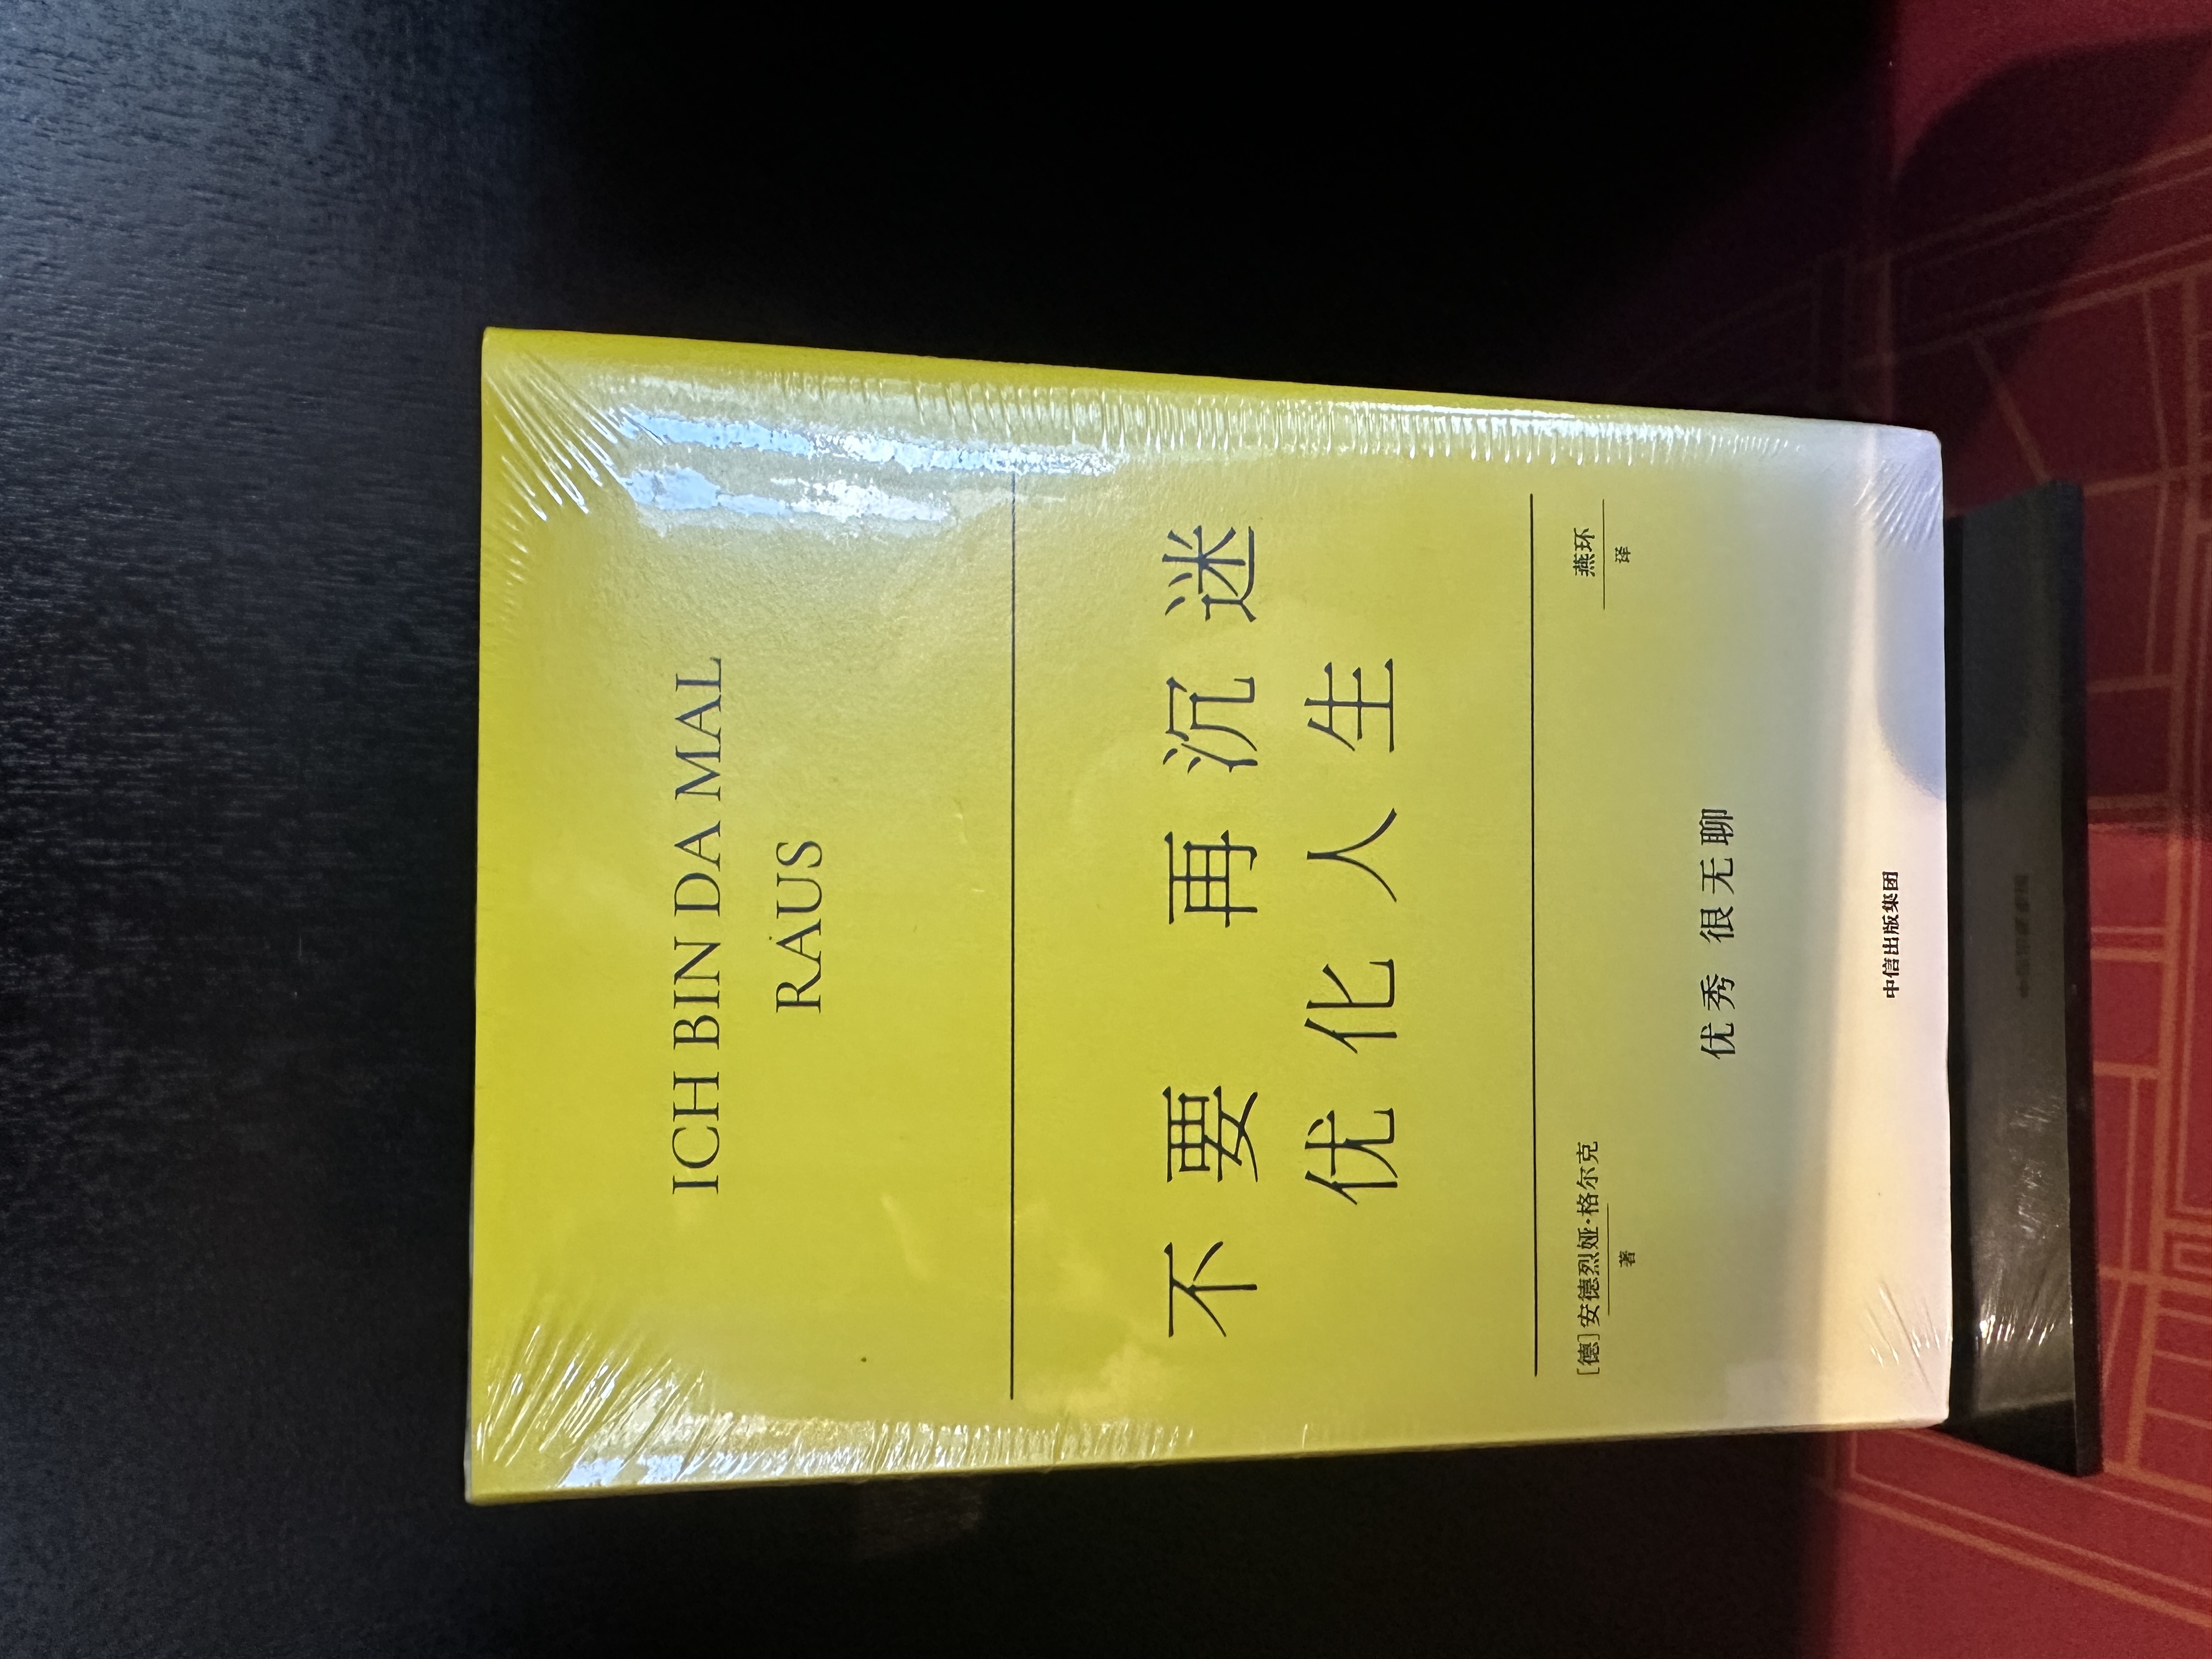 ICH BIN DA MAL
RAUS
不要 再 沉迷
优化人生
[德] 安德烈娅·格尔克
著
燕环
译
优秀 很无聊
中信出版集团